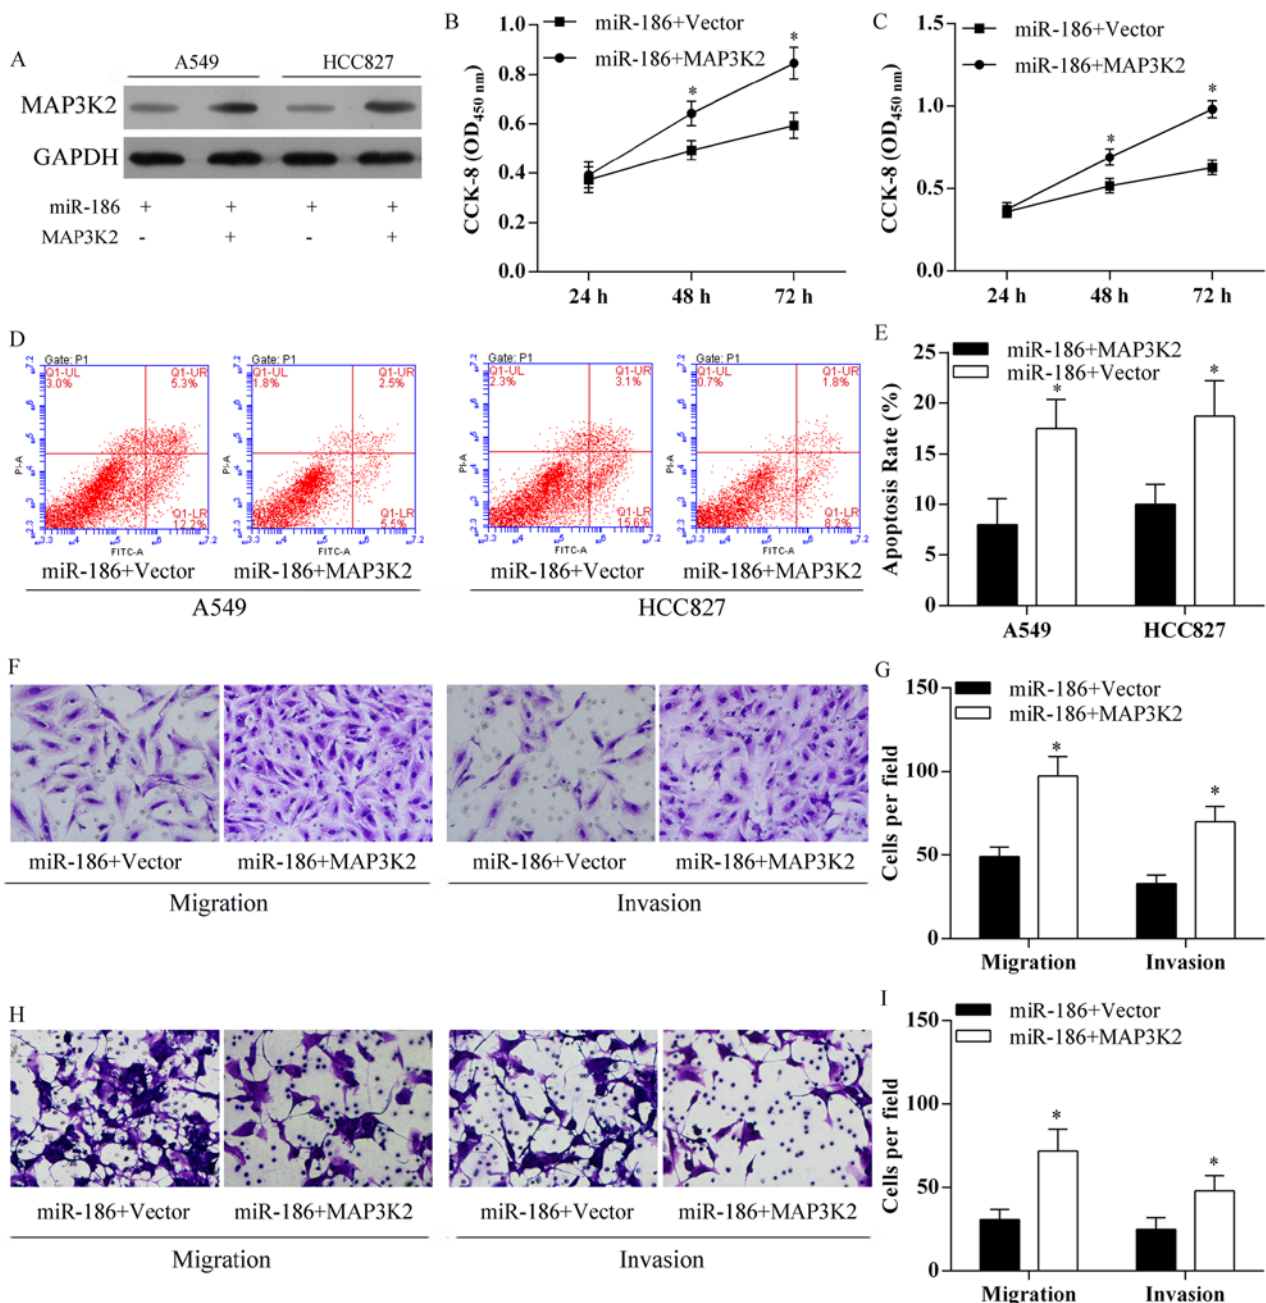 A
A549 HCC827
MAP3K2
GAPDH
miR-186 + + + +
MAP3K2 - + - +
B
miR-186+Vector
miR-186+MAP3K2
CCK-8 (OD450 nm)
1.0
0.8
0.6
0.4
0.2
0.0
* *
24 h 48 h 72 h
C
miR-186+Vector
miR-186+MAP3K2
CCK-8 (OD450 nm)
1.5
1.0
0.5
0.0
* *
24 h 48 h 72 h
D
Gate: P1
Q1-UL
3.0%
Q1-UR
5.3%
Q1-LR
12.2%
PI-A
FITC-A
miR-186+Vector
Gate: P1
Q1-UL
1.8%
Q1-UR
2.5%
Q1-LR
5.5%
PI-A
FITC-A
miR-186+MAP3K2
A549
Gate: P1
Q1-UL
2.3%
Q1-UR
3.1%
Q1-LR
15.6%
PI-A
FITC-A
miR-186+Vector
Gate: P1
Q1-UL
0.7%
Q1-UR
1.8%
Q1-LR
8.2%
PI-A
FITC-A
miR-186+MAP3K2
HCC827
E
miR-186+MAP3K2
miR-186+Vector
Apoptosis Rate (%)
25
20
15
10
5
0
* *
A549 HCC827
F
miR-186+Vector miR-186+MAP3K2 miR-186+Vector miR-186+MAP3K2
Migration Invasion
G
miR-186+Vector
miR-186+MAP3K2
Cells per field
150
100
50
0
* *
Migration Invasion
H
miR-186+Vector miR-186+MAP3K2 miR-186+Vector miR-186+MAP3K2
Migration Invasion
I
miR-186+Vector
miR-186+MAP3K2
Cells per field
150
100
50
0
* *
Migration Invasion